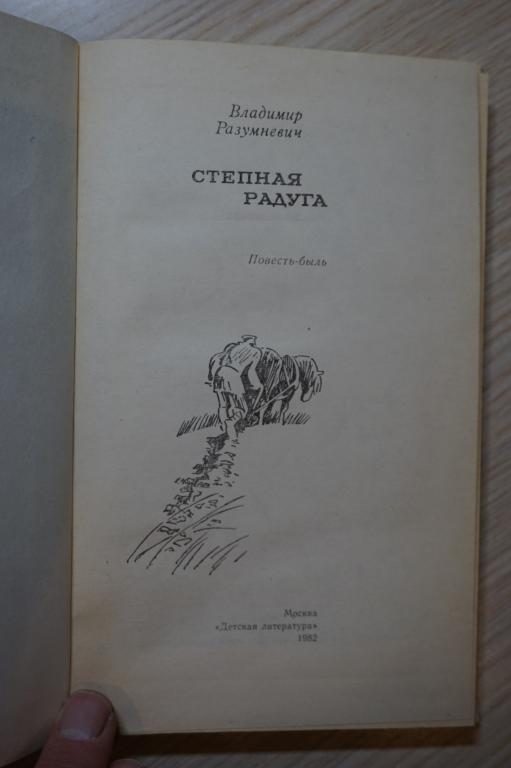 Владимир
Разумневич
СТЕПНАЯ
РАДУГА
Повесть-быль
Москва
«Детская литература»
1982